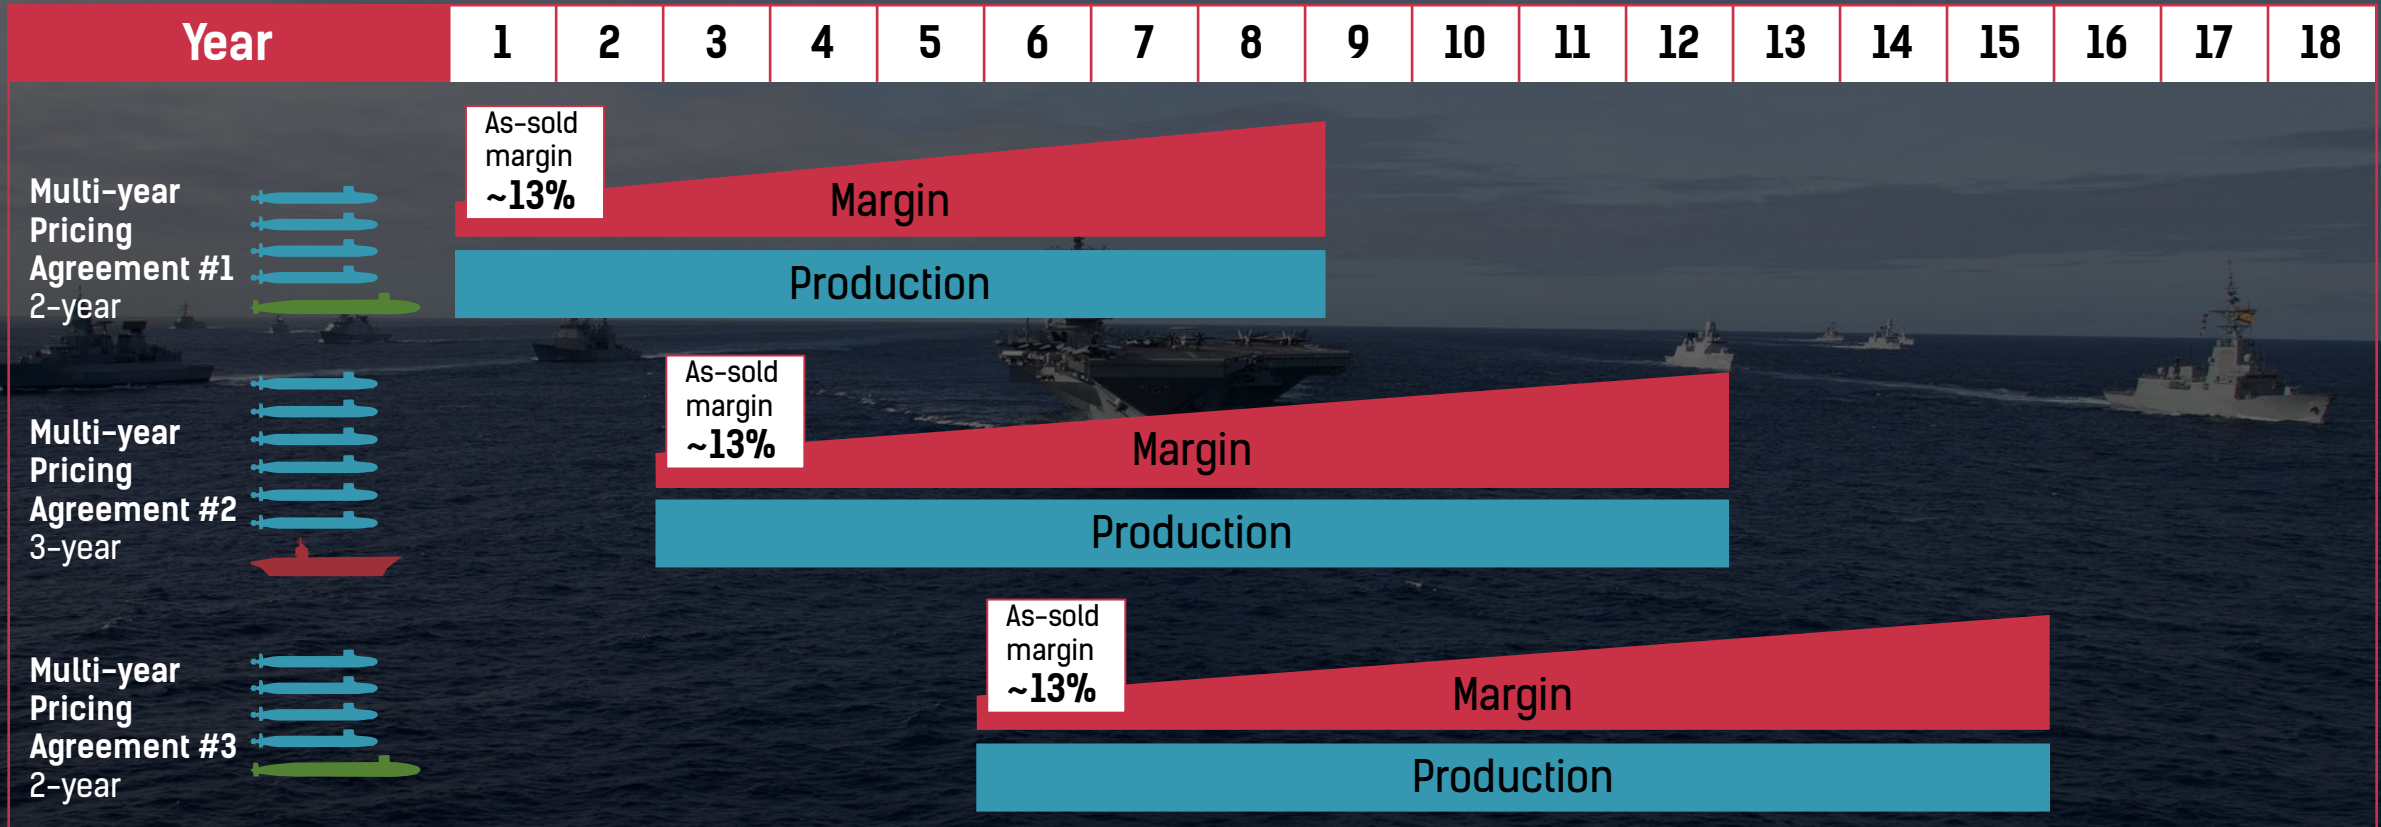 Year 1 2 3 4 5 6 7 8 9 10 11 12 13 14 15 16 17 18
Multi-year
Pricing
Agreement #1
2-year
As-sold
margin
~13%
Margin
Production
Multi-year
Pricing
Agreement #2
3-year
As-sold
margin
~13%
Margin
Production
Multi-year
Pricing
Agreement #3
2-year
As-sold
margin
~13%
Margin
Production